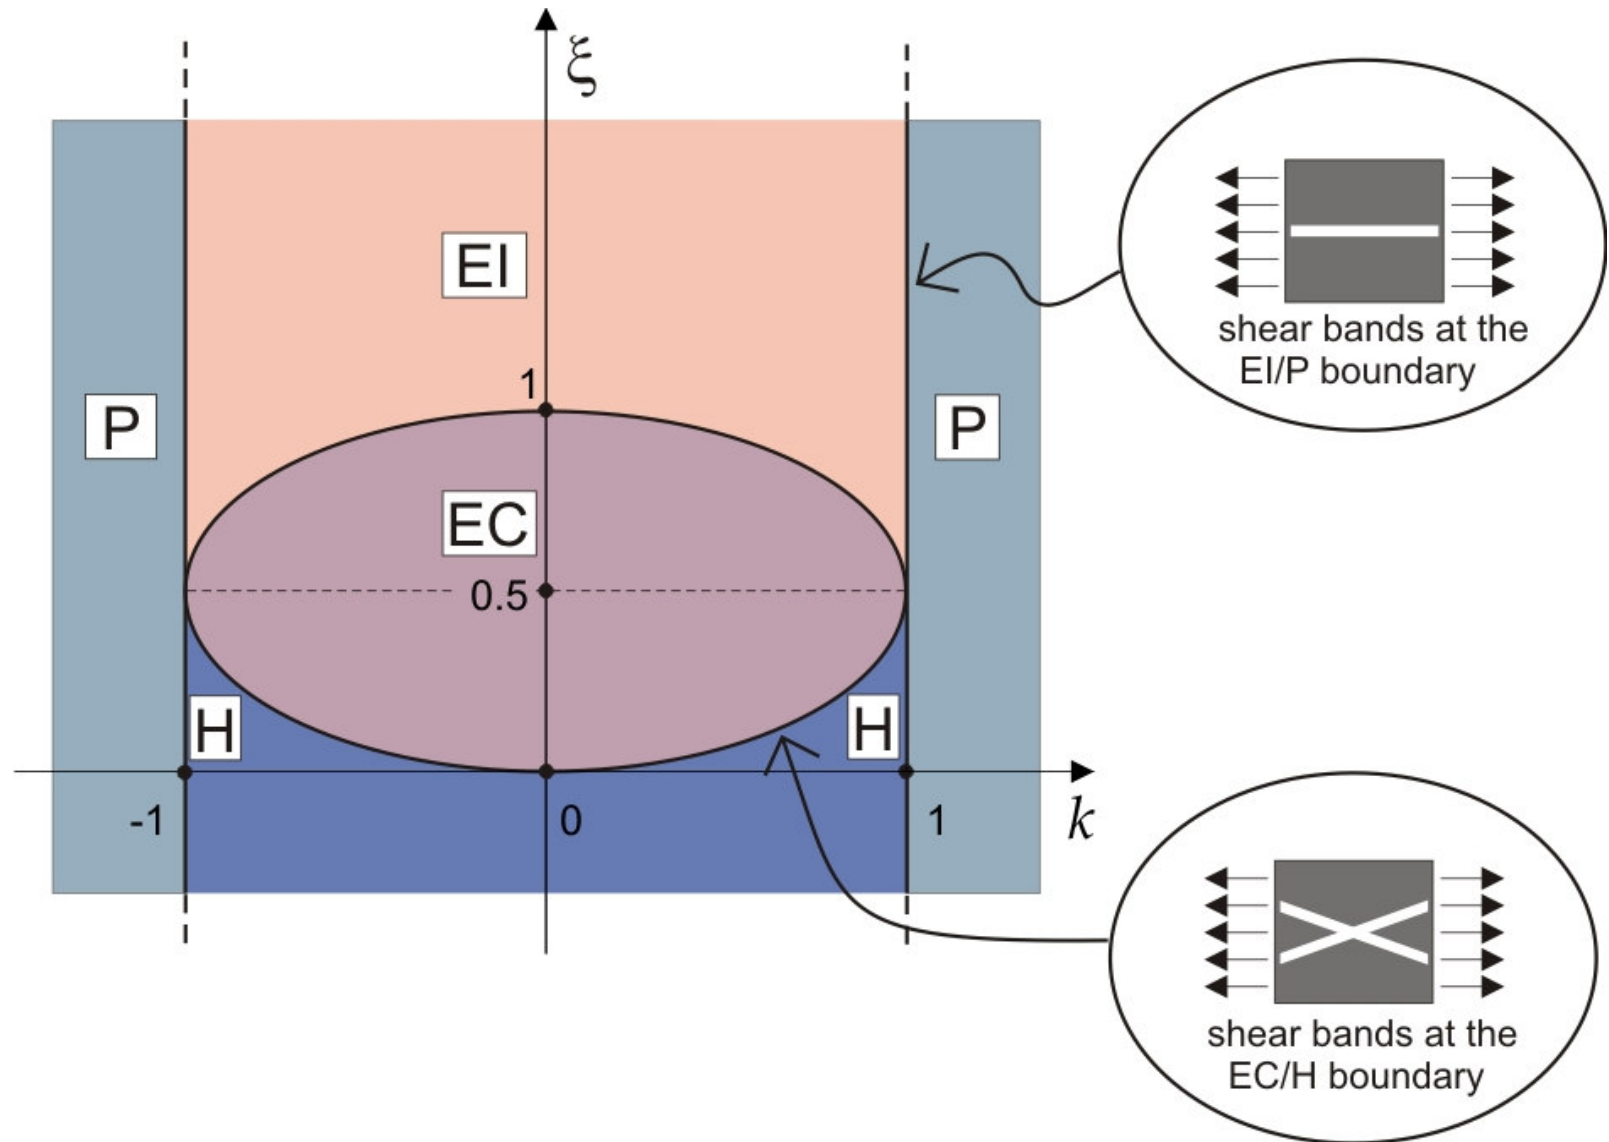 ξ
EI
shear bands at the
EI/P boundary
1
P
P
EC
0.5
H
H
-1
0
1
k
shear bands at the
EC/H boundary